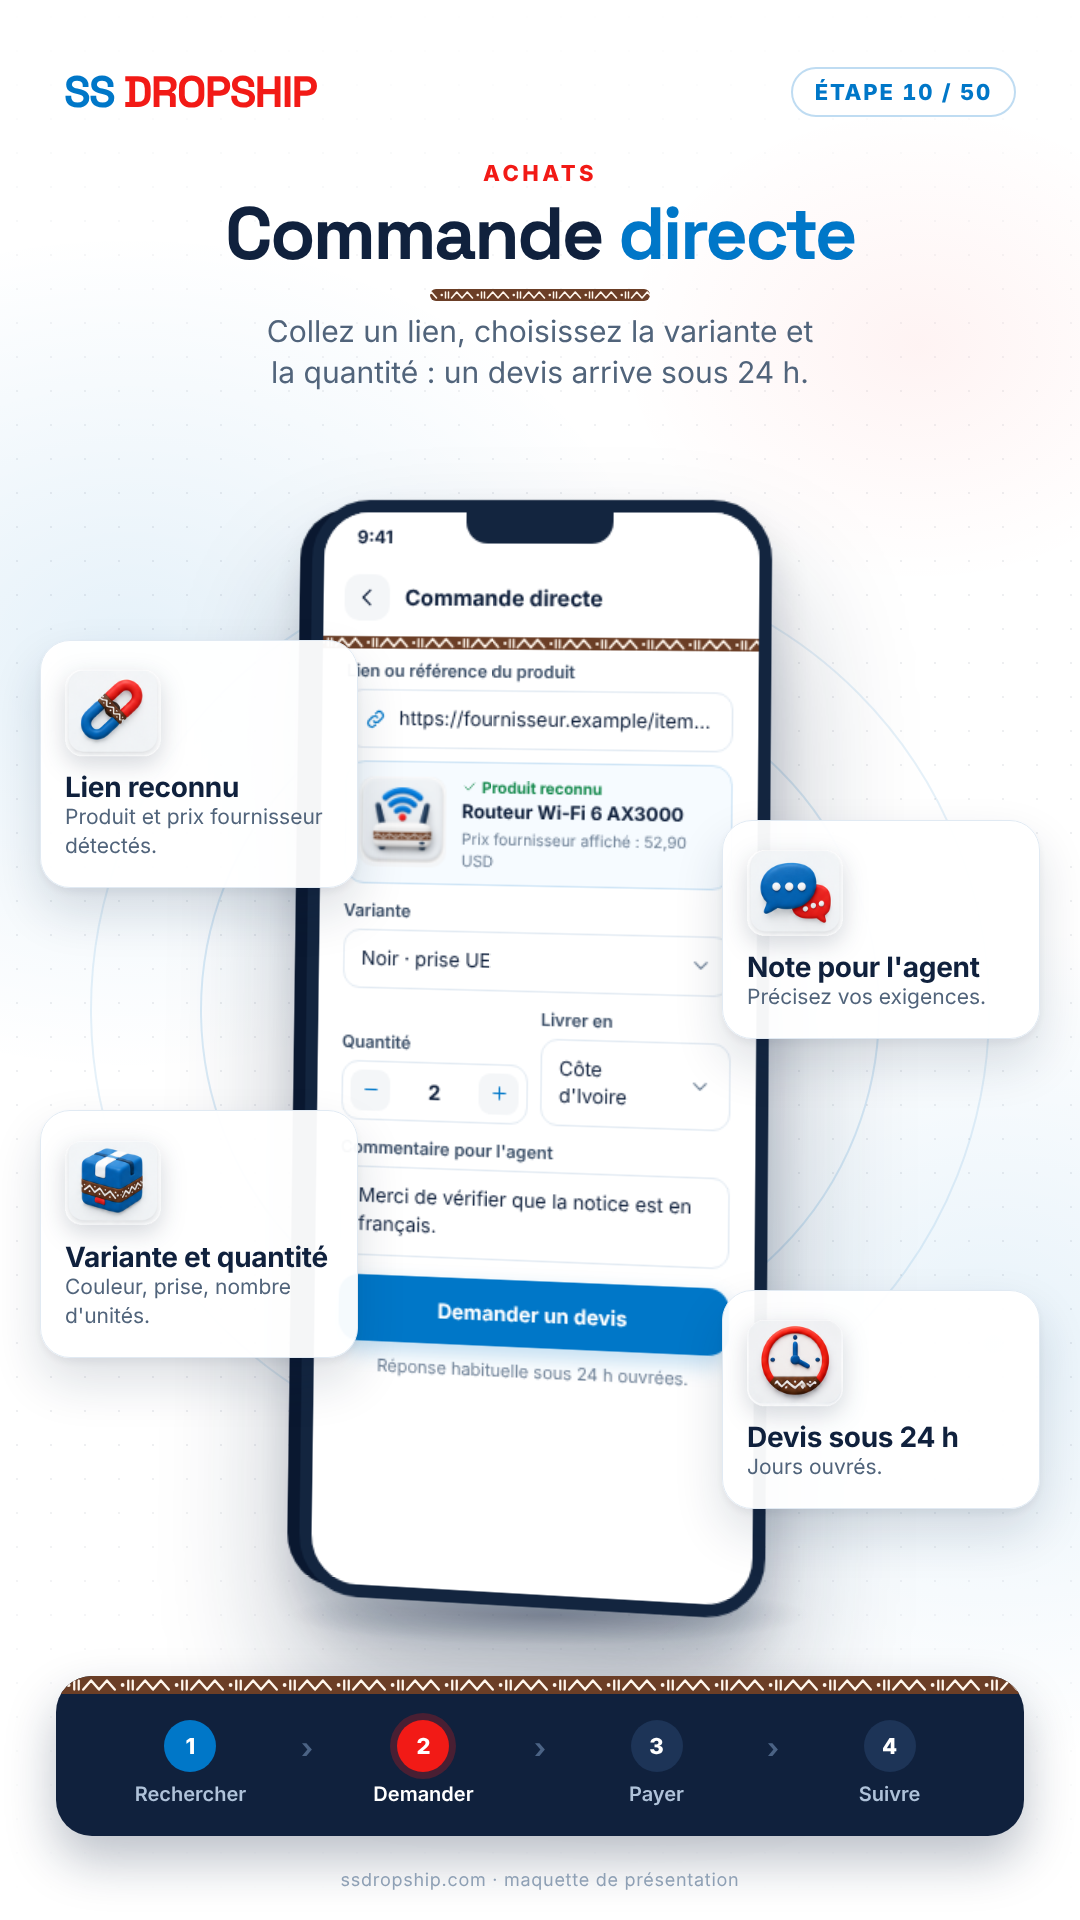 SS DROPSHIP
ÉTAPE 10 / 50
ACHATS
Commande directe
Collez un lien, choisissez la variante et
la quantité : un devis arrive sous 24 h.
9:41
Commande directe
Lien ou référence du produit
https://fournisseur.example/item...
Produit reconnu
Routeur Wi-Fi 6 AX3000
Prix fournisseur affiché : 52,90
USD
Variante
Noir · prise UE
Quantité
− 2 +
Livrer en
Côte
d'Ivoire
Commentaire pour l'agent
Merci de vérifier que la notice est en
français.
Demander un devis
Réponse habituelle sous 24 h ouvrées.
Lien reconnu
Produit et prix fournisseur
détectés.
Note pour l'agent
Précisez vos exigences.
Variante et quantité
Couleur, prise, nombre
d'unités.
Devis sous 24 h
Jours ouvrés.
1 › 2 › 3 › 4
Rechercher Demander Payer Suivre
ssdropship.com · maquette de présentation